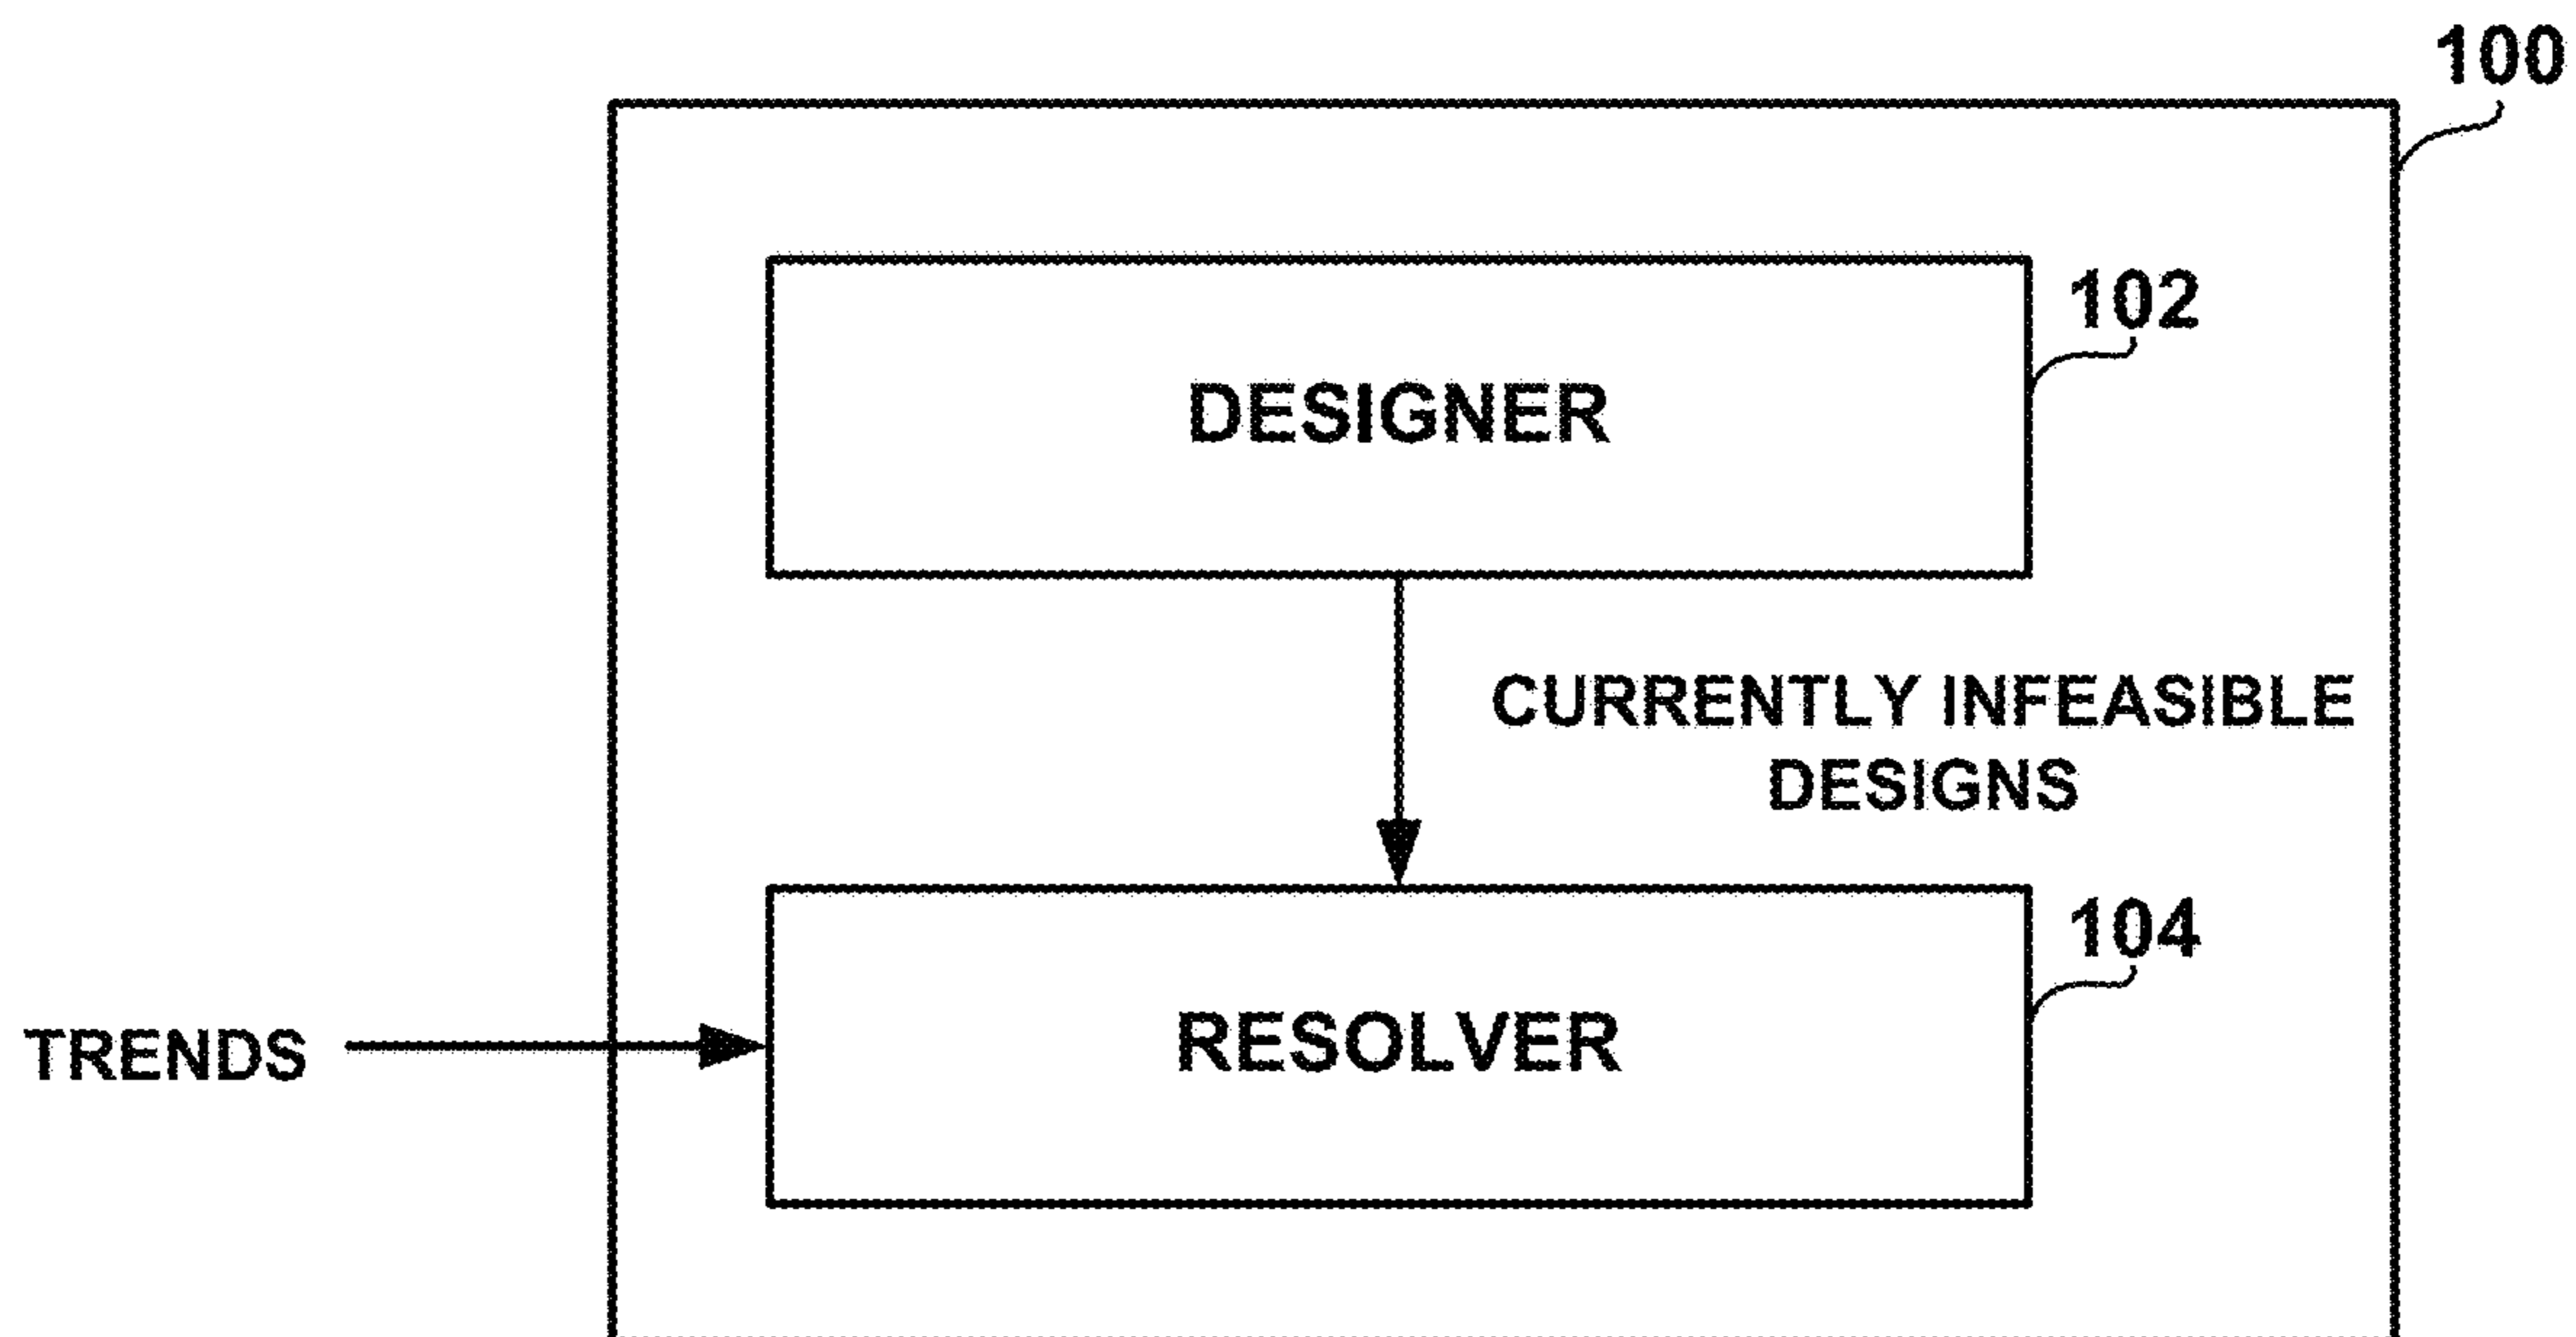 100
102
DESIGNER
CURRENTLY INFEASIBLE
DESIGNS
104
RESOLVER
TRENDS